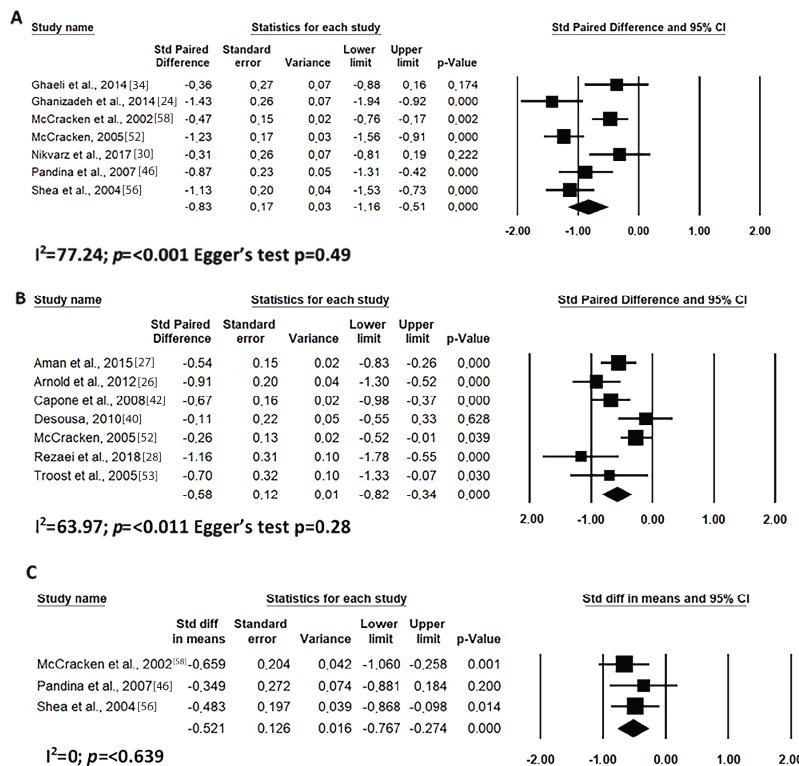 A
Study name Statistics for each study Std Paired Difference and 95% CI
Std Paired Difference Standard error Variance Lower limit Upper limit p-Value
Ghaeli et al., 2014[34] -0,36 0,27 0,07 -0,88 0,16 0,174
Ghanizadeh et al., 2014[24] -1,43 0,26 0,07 -1,94 -0,92 0,000
McCracken et al. 2002[58] -0,47 0,15 0,02 -0,76 -0,17 0,002
McCracken, 2005[52] -1,23 0,17 0,03 -1,56 -0,91 0,000
Nikvarz et al. 2017[30] -0,31 0,26 0,07 -0,81 0,19 0,222
Pandina et al., 2007[46] -0,87 0,23 0,05 -1,31 -0,42 0,000
Shea et al. 2004[56] -1,13 0,20 0,04 -1,53 -0,73 0,000
-0,83 0,17 0,03 -1,16 -0,51 0,000
-2.00 -1.00 0.00 1.00 2.00
I²=77.24; p=<0.001 Egger's test p=0.49
B
Study name Statistics for each study Std Paired Difference and 95% CI
Std Paired Difference Standard error Variance Lower limit Upper limit p-Value
Aman et al., 2015[27] -0,54 0,15 0,02 -0,83 -0,26 0,000
Arnold et al. 2012[26] -0,91 0,20 0,04 -1,30 -0,52 0,000
Capone et al. 2008[42] -0,67 0,16 0,02 -0,98 -0,37 0,000
Desousa, 2010[40] -0,11 0,22 0,05 -0,55 0,33 0,628
McCracken, 2005[52] -0,26 0,13 0,02 -0,52 -0,01 0,039
Rezaei et al., 2018[28] -1,16 0,31 0,10 -1,78 -0,55 0,000
Troost et al. 2005[53] -0,70 0,32 0,10 -1,33 -0,07 0,030
-0,58 0,12 0,01 -0,82 -0,34 0,000
2.00 -1.00 0.00 1.00 2.00
I²=63.97; p=<0.011 Egger's test p=0.28
C
Study name Statistics for each study Std diff in means and 95% CI
Std diff in means Standard error Variance Lower limit Upper limit p-Value
McCracken et al. 2002[58] -0,659 0,204 0,042 -1,060 -0,258 0,001
Pandina et al., 2007[46] -0,349 0,272 0,074 -0,881 0,184 0,200
Shea et al. 2004[56] -0,483 0,197 0,039 -0,868 -0,098 0,014
-0,521 0,126 0,016 -0,767 -0,274 0,000
-2.00 -1.00 0.00 1.00 2.00
I²=0; p=<0.639